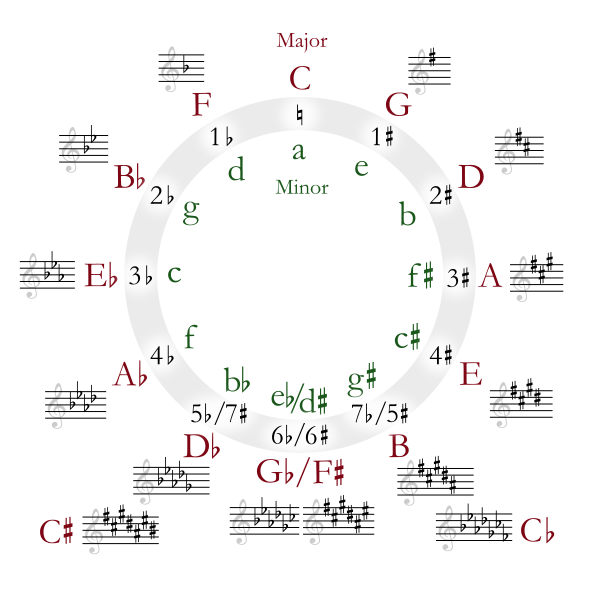 Major
C
F
G
♮
1♭
1♯
a
d
e
B♭
D
Minor
2♭
2♯
g
b
E♭
3♭
c
f♯
3♯
A
f
c♯
4♭
4♯
A♭
E
b♭
g♯
e♭/d♯
5♭/7♯
7♭/5♯
6♭/6♯
D♭
B
G♭/F♯
C♯
C♭